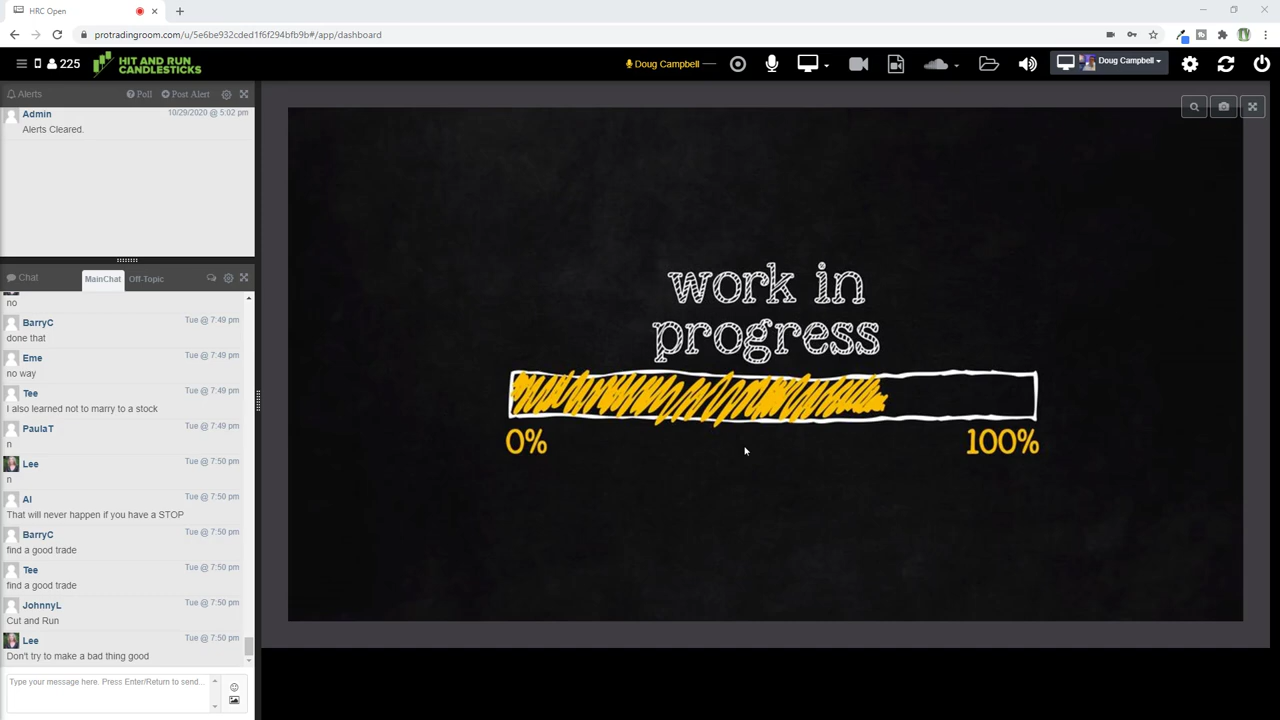 HRC Open
protradingroom.com/u/5e6be932cded1f6f294bfb9b#/app/dashboard
225
HIT AND RUN
CANDLESTICKS
Doug Campbell
Doug Campbell
Alerts
Poll
Post Alert
Admin
10/29/2020 @ 5:02 pm
Alerts Cleared.
Chat
MainChat
Off-Topic
no
BarryC
Tue @ 7:49 pm
done that
Eme
Tue @ 7:49 pm
no way
Tee
Tue @ 7:49 pm
I also learned not to marry to a stock
PaulaT
Tue @ 7:49 pm
n
Lee
Tue @ 7:50 pm
n
Al
Tue @ 7:50 pm
That will never happen if you have a STOP
BarryC
Tue @ 7:50 pm
find a good trade
Tee
Tue @ 7:50 pm
find a good trade
JohnnyL
Tue @ 7:50 pm
Cut and Run
Lee
Tue @ 7:50 pm
Don't try to make a bad thing good
Type your message here. Press Enter/Return to send...
work in
progress
0%
100%